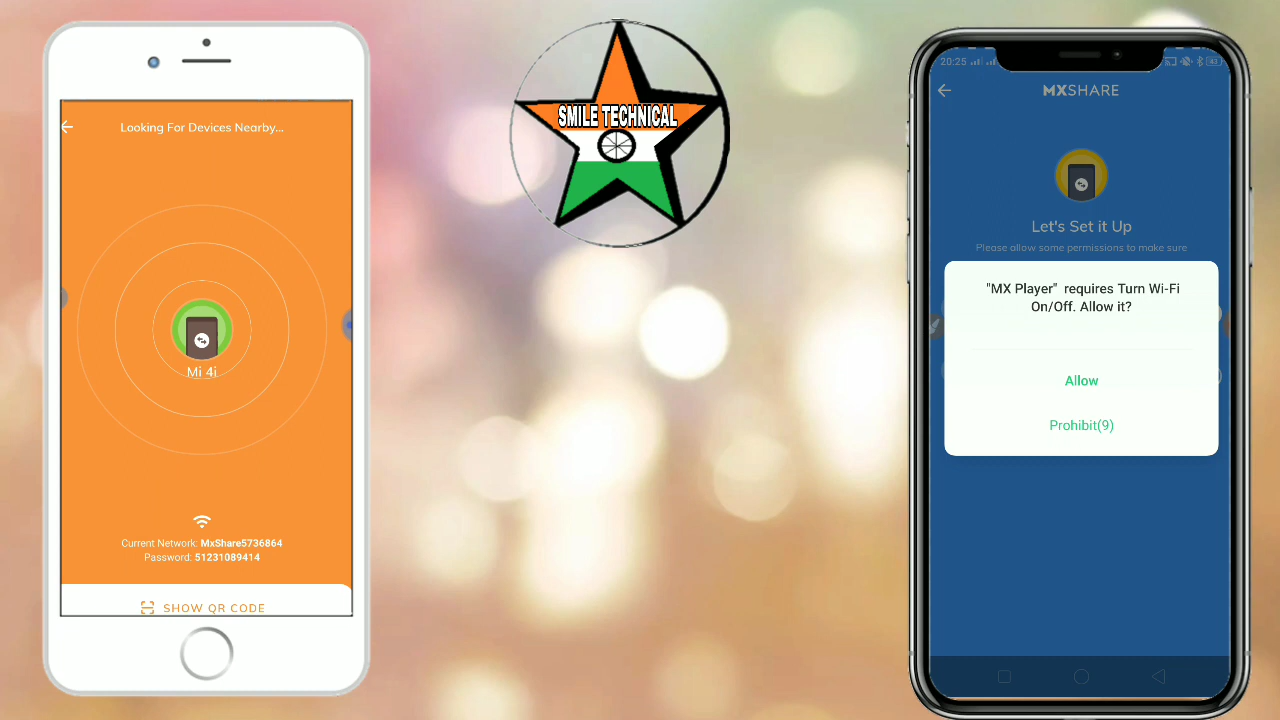 Looking For Devices Nearby...
Mi 4i
Current Network: MxShare5736864
Password: 51231089414
SHOW QR CODE
SMILE TECHNICAL
20:25
43
MXSHARE
Let's Set it Up
Please allow some permissions to make sure
"MX Player" requires Turn Wi-Fi
On/Off. Allow it?
Allow
Prohibit(9)